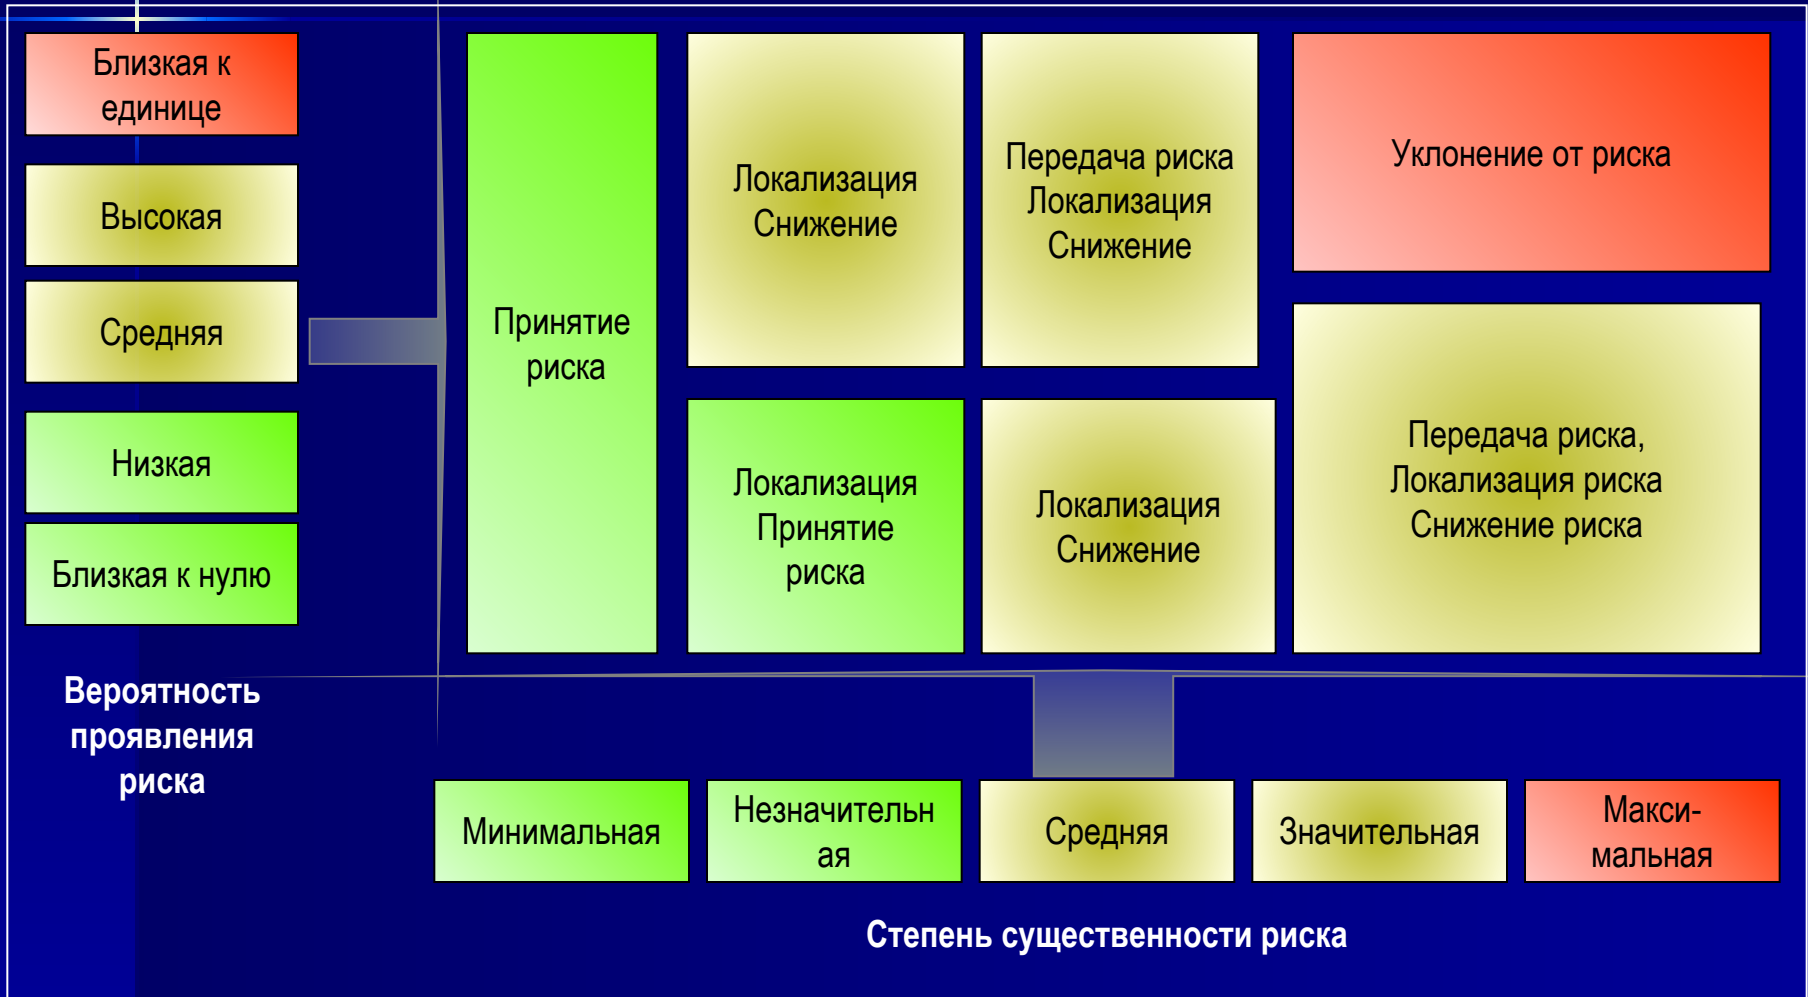 Близкая к
единице
Высокая
Средняя
Низкая
Близкая к нулю
Вероятность
проявления
риска
Принятие
риска
Локализация
Снижение
Передача риска
Локализация
Снижение
Уклонение от риска
Локализация
Принятие
риска
Локализация
Снижение
Передача риска,
Локализация риска
Снижение риска
Минимальная
Незначительн
ая
Средняя
Значительная
Макси-
мальная
Степень существенности риска